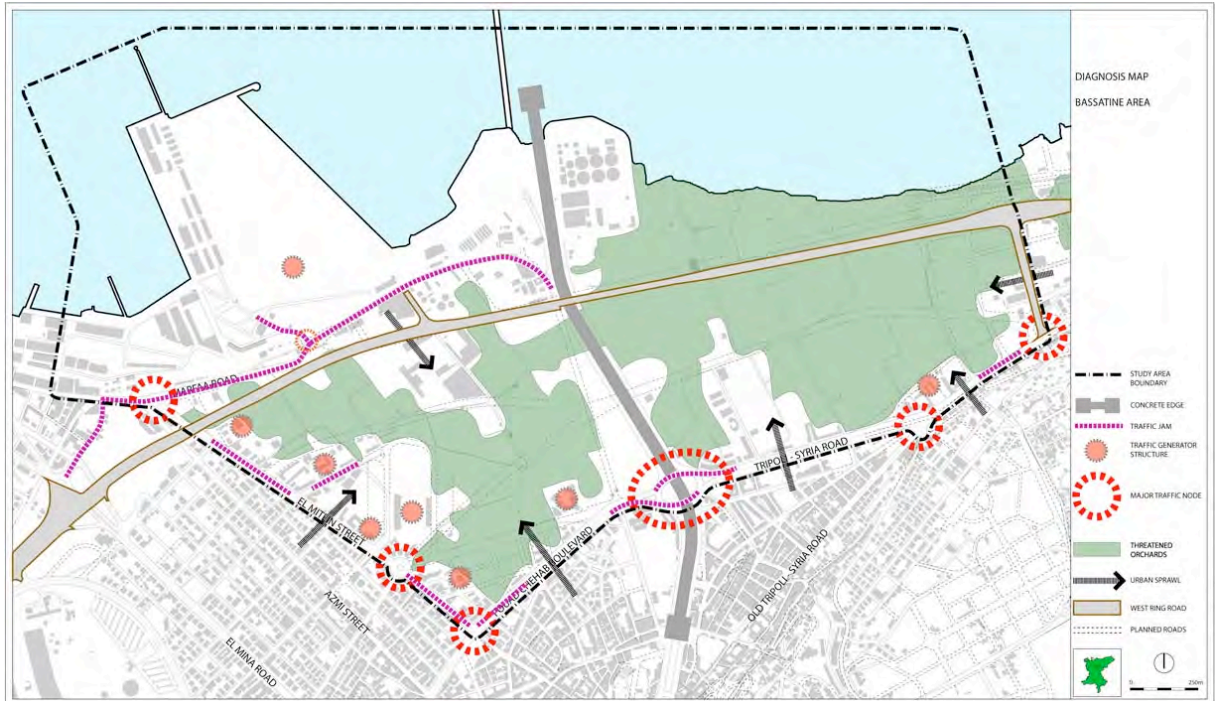 DIAGNOSIS MAP
BASSATINE AREA
MARFAA ROAD
EL MITEN STREET
AZMI STREET
EL MINA ROAD
FOUAD CHEHAB BOULEVARD
TRIPOLI - SYRIA ROAD
OLD TRIPOLI - SYRIA ROAD
STUDY AREA
BOUNDARY
CONCRETE EDGE
TRAFFIC JAM
TRAFFIC GENERATOR
STRUCTURE
MAJOR TRAFFIC NODE
THREATENED
ORCHARDS
URBAN SPRAWL
WEST RING ROAD
PLANNED ROADS
0 250m